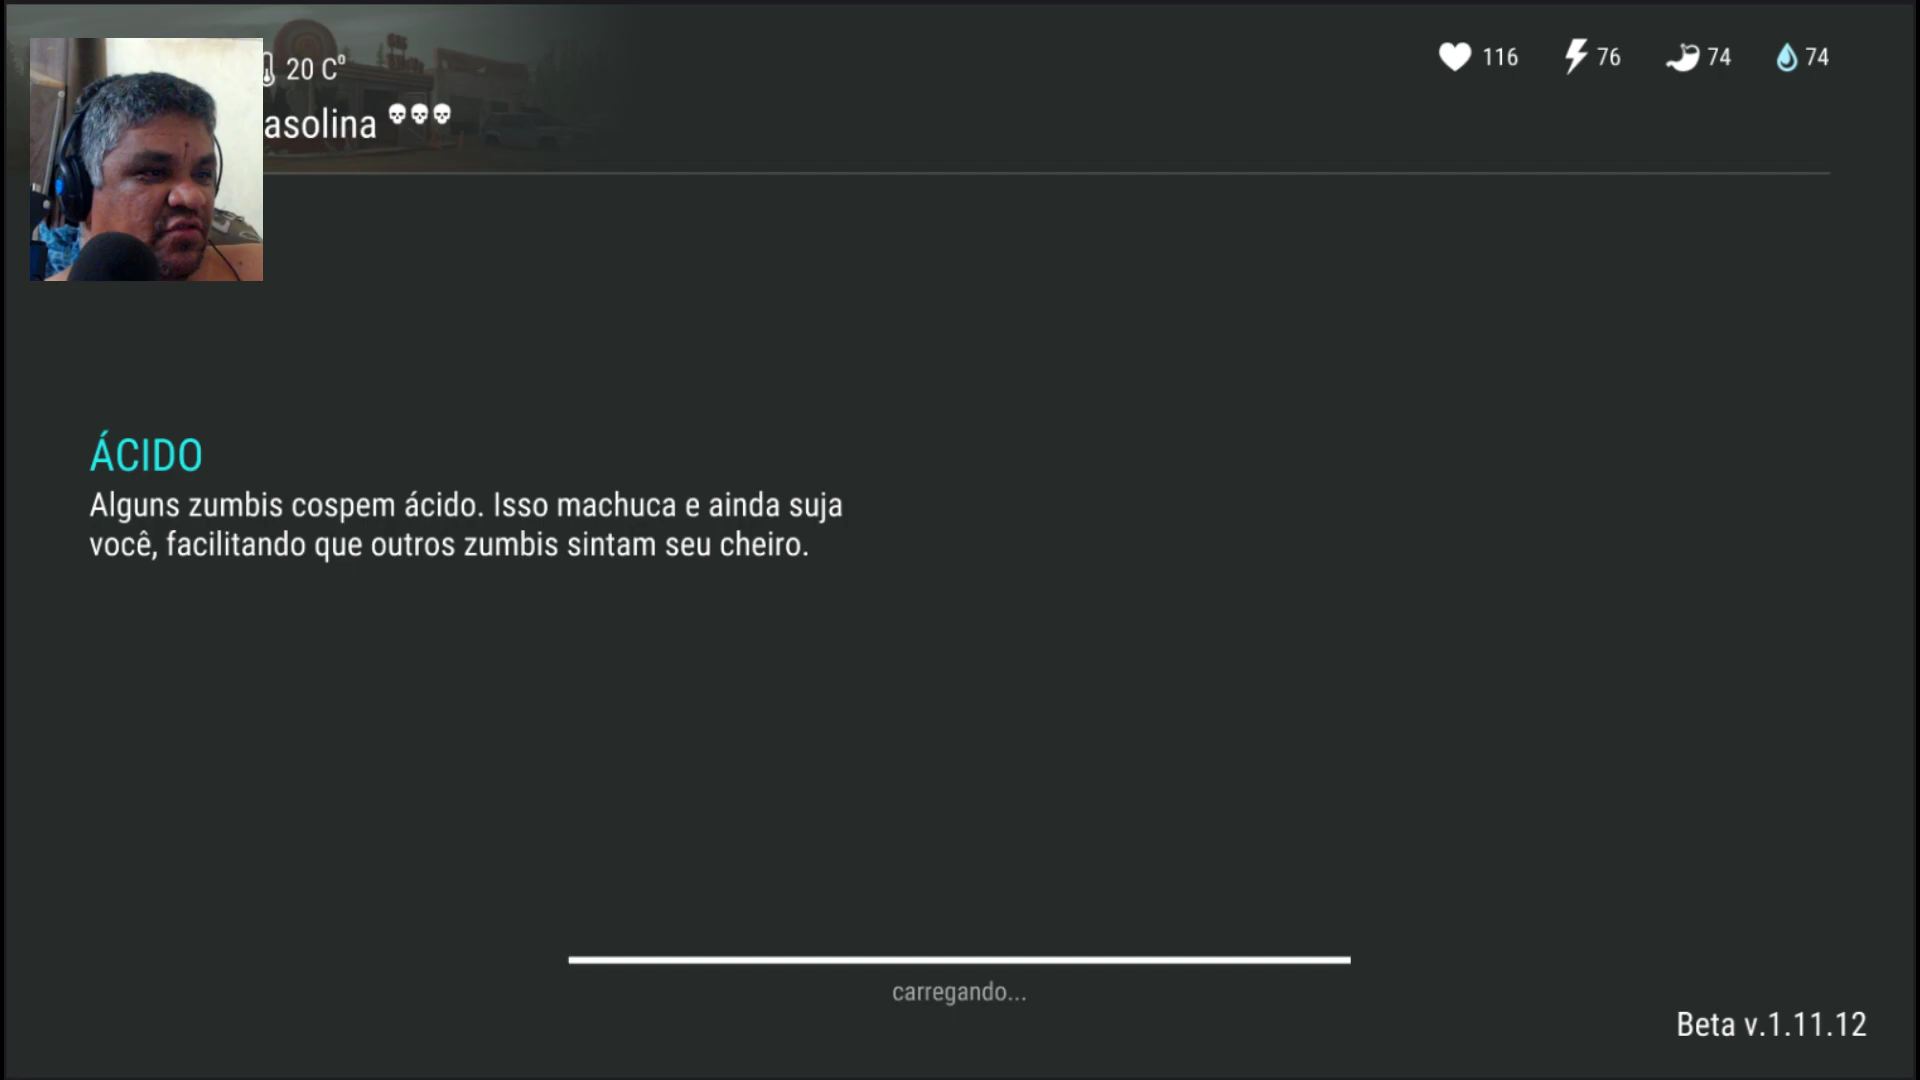 20 Cº
116
76
74
74
asolina
ÁCIDO
Alguns zumbis cospem ácido. Isso machuca e ainda suja
você, facilitando que outros zumbis sintam seu cheiro.
carregando...
Beta v.1.11.12